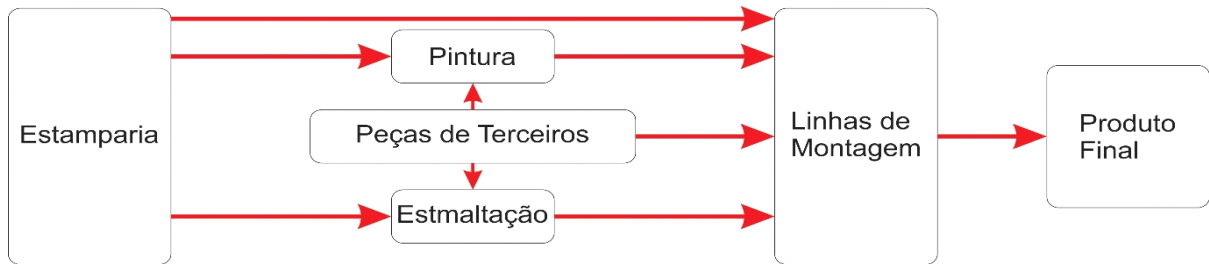 Estamparia
Pintura
Peças de Terceiros
Estmaltação
Linhas de
Montagem
Produto
Final